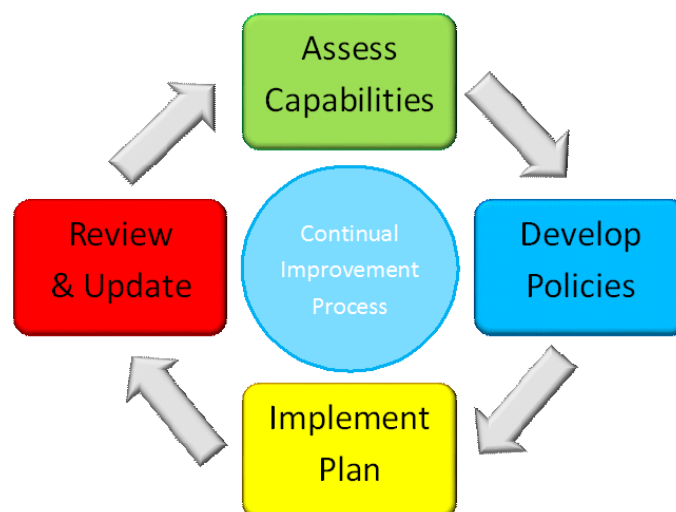 Assess
Capabilities
Develop
Policies
Implement
Plan
Review
& Update
Continual
Improvement
Process